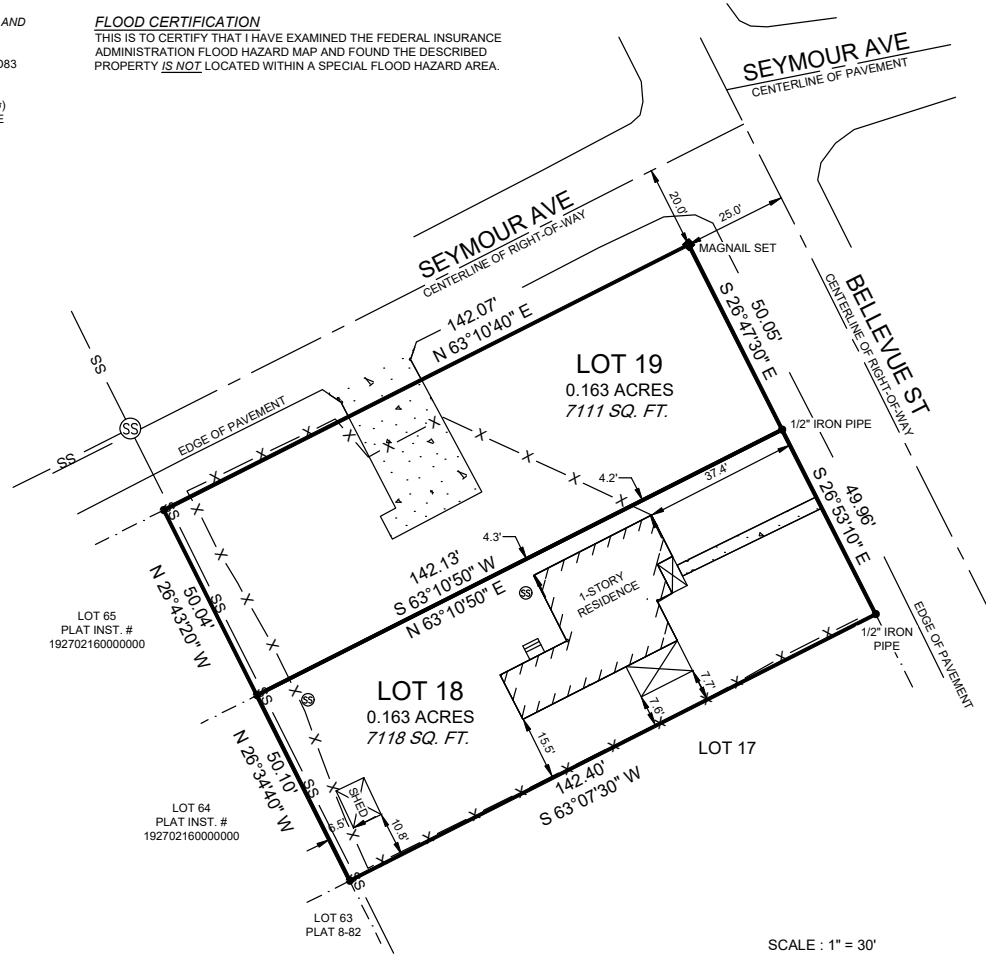 AND
083
)
E
FLOOD CERTIFICATION
THIS IS TO CERTIFY THAT I HAVE EXAMINED THE FEDERAL INSURANCE
ADMINISTRATION FLOOD HAZARD MAP AND FOUND THE DESCRIBED
PROPERTY IS NOT LOCATED WITHIN A SPECIAL FLOOD HAZARD AREA.
SEYMOUR AVE
CENTERLINE OF PAVEMENT
SEYMOUR AVE
CENTERLINE OF RIGHT-OF-WAY
20.0'
25.0'
MAGNAIL SET
BELLEVUE ST
CENTERLINE OF RIGHT-OF-WAY
142.07'
N 63°10'40" E
50.05'
S 26°47'30" E
LOT 19
0.163 ACRES
7111 SQ. FT.
SS
SS
SS
EDGE OF PAVEMENT
1/2" IRON PIPE
4.2'
37.4'
49.96'
S 26°53'10" E
4.3'
142.13'
S 63°10'50" W
N 63°10'50" E
SS
1-STORY
RESIDENCE
SS
50.04'
N 26°43'20" W
SS
LOT 65
PLAT INST. #
192702160000000
1/2" IRON
PIPE
EDGE OF PAVEMENT
SS
SS
LOT 18
0.163 ACRES
7118 SQ. FT.
7.7'
7.6'
15.5'
LOT 17
50.10'
N 26°34'40" W
SS
SHED
6.5'
10.8'
142.40'
S 63°07'30" W
LOT 64
PLAT INST. #
192702160000000
SS
LOT 63
PLAT 8-82
SCALE : 1" = 30'